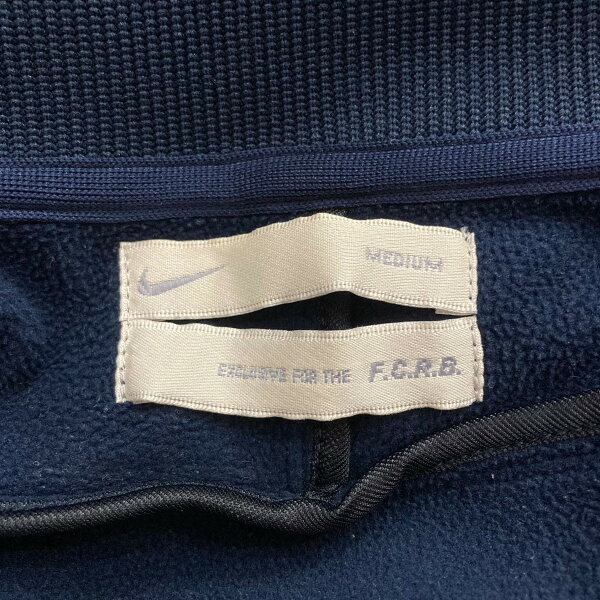 MEDIUM
EXCLUSIVE FOR THE F.C.R.B.